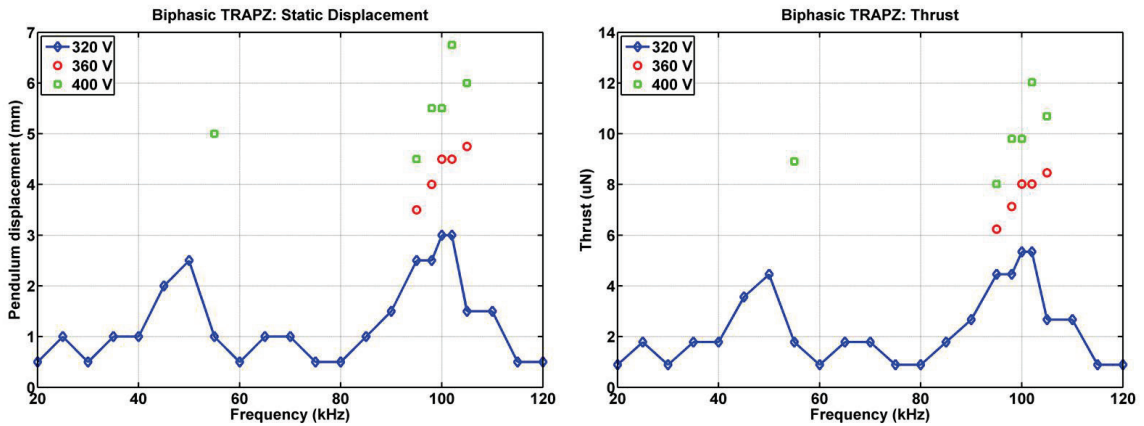 Biphasic TRAPZ: Static Displacement
7
6
5
4
3
2
1
0
Pendulum displacement (mm)
320 V
360 V
400 V
20
40
60
80
100
120
Frequency (kHz)
Biphasic TRAPZ: Thrust
14
12
10
8
6
4
2
0
Thrust (uN)
320 V
360 V
400 V
20
40
60
80
100
120
Frequency (kHz)